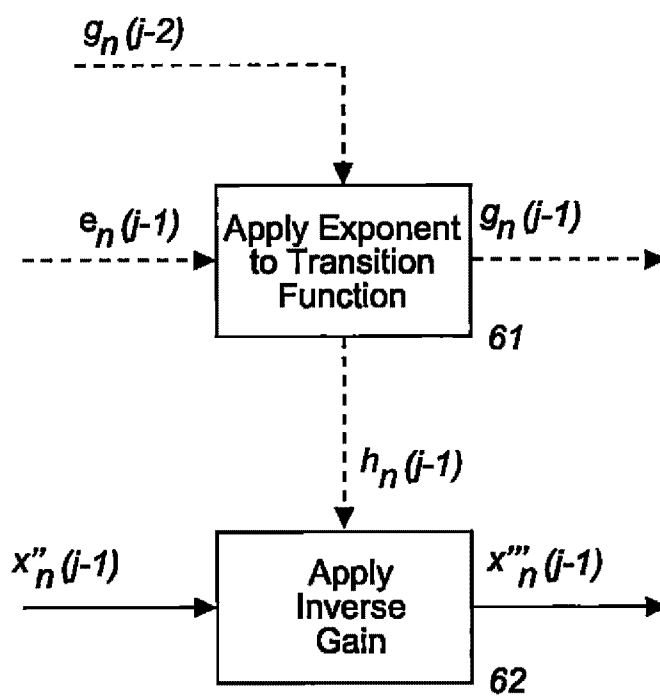 gn(j-2)
en(j-1)
Apply Exponent
to Transition
Function
gn(j-1)
61
hn(j-1)
x''n(j-1)
Apply
Inverse
Gain
x'''n(j-1)
62